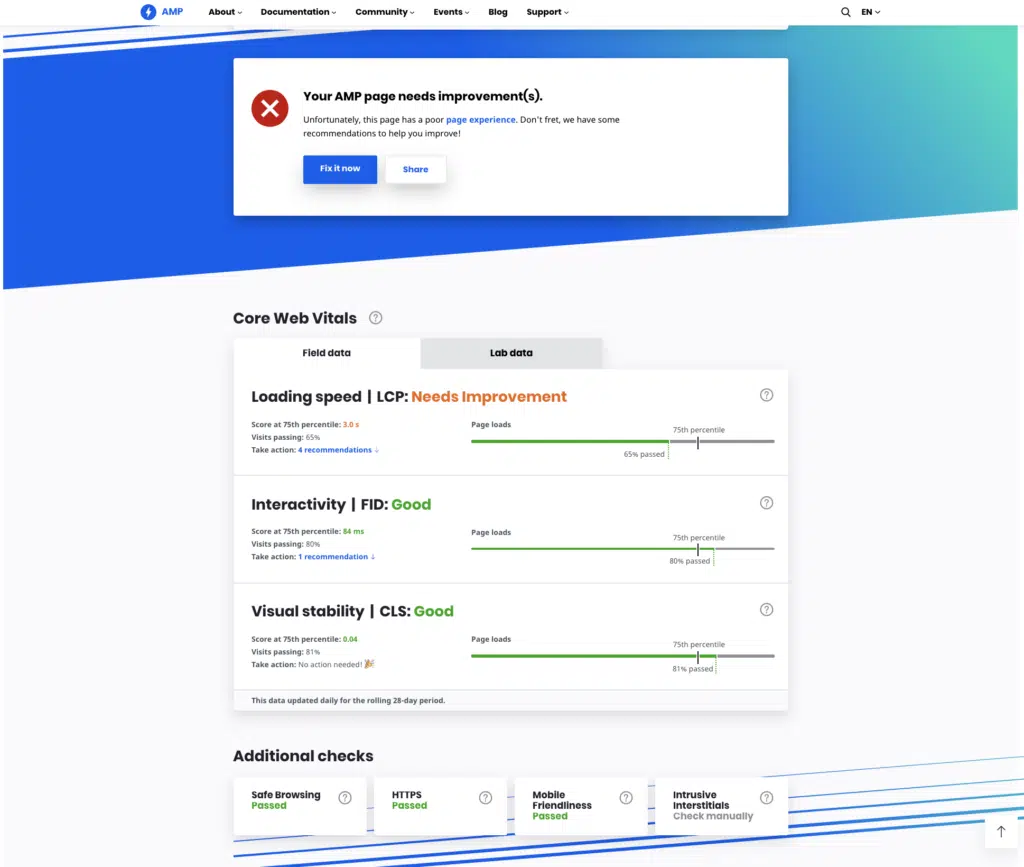 AMP
About
Documentation
Community
Events
Blog
Support
EN
Your AMP page needs improvement(s).
Unfortunately, this page has a poor page experience. Don't fret, we have some
recommendations to help you improve!
Fix it now
Share
Core Web Vitals ?
Field data
Lab data
Loading speed | LCP: Needs Improvement ?
Score at 75th percentile: 3.0 s
Visits passing: 65%
Take action: 4 recommendations ↓
Page loads
75th percentile
65% passed
Interactivity | FID: Good ?
Score at 75th percentile: 84 ms
Visits passing: 80%
Take action: 1 recommendation ↓
Page loads
75th percentile
80% passed
Visual stability | CLS: Good ?
Score at 75th percentile: 0.04
Visits passing: 81%
Take action: No action needed! 🎉
Page loads
75th percentile
81% passed
This data updated daily for the rolling 28-day period.
Additional checks
Safe Browsing ?
Passed
HTTPS ?
Passed
Mobile ?
Friendliness
Passed
Intrusive ?
Interstitials
Check manually